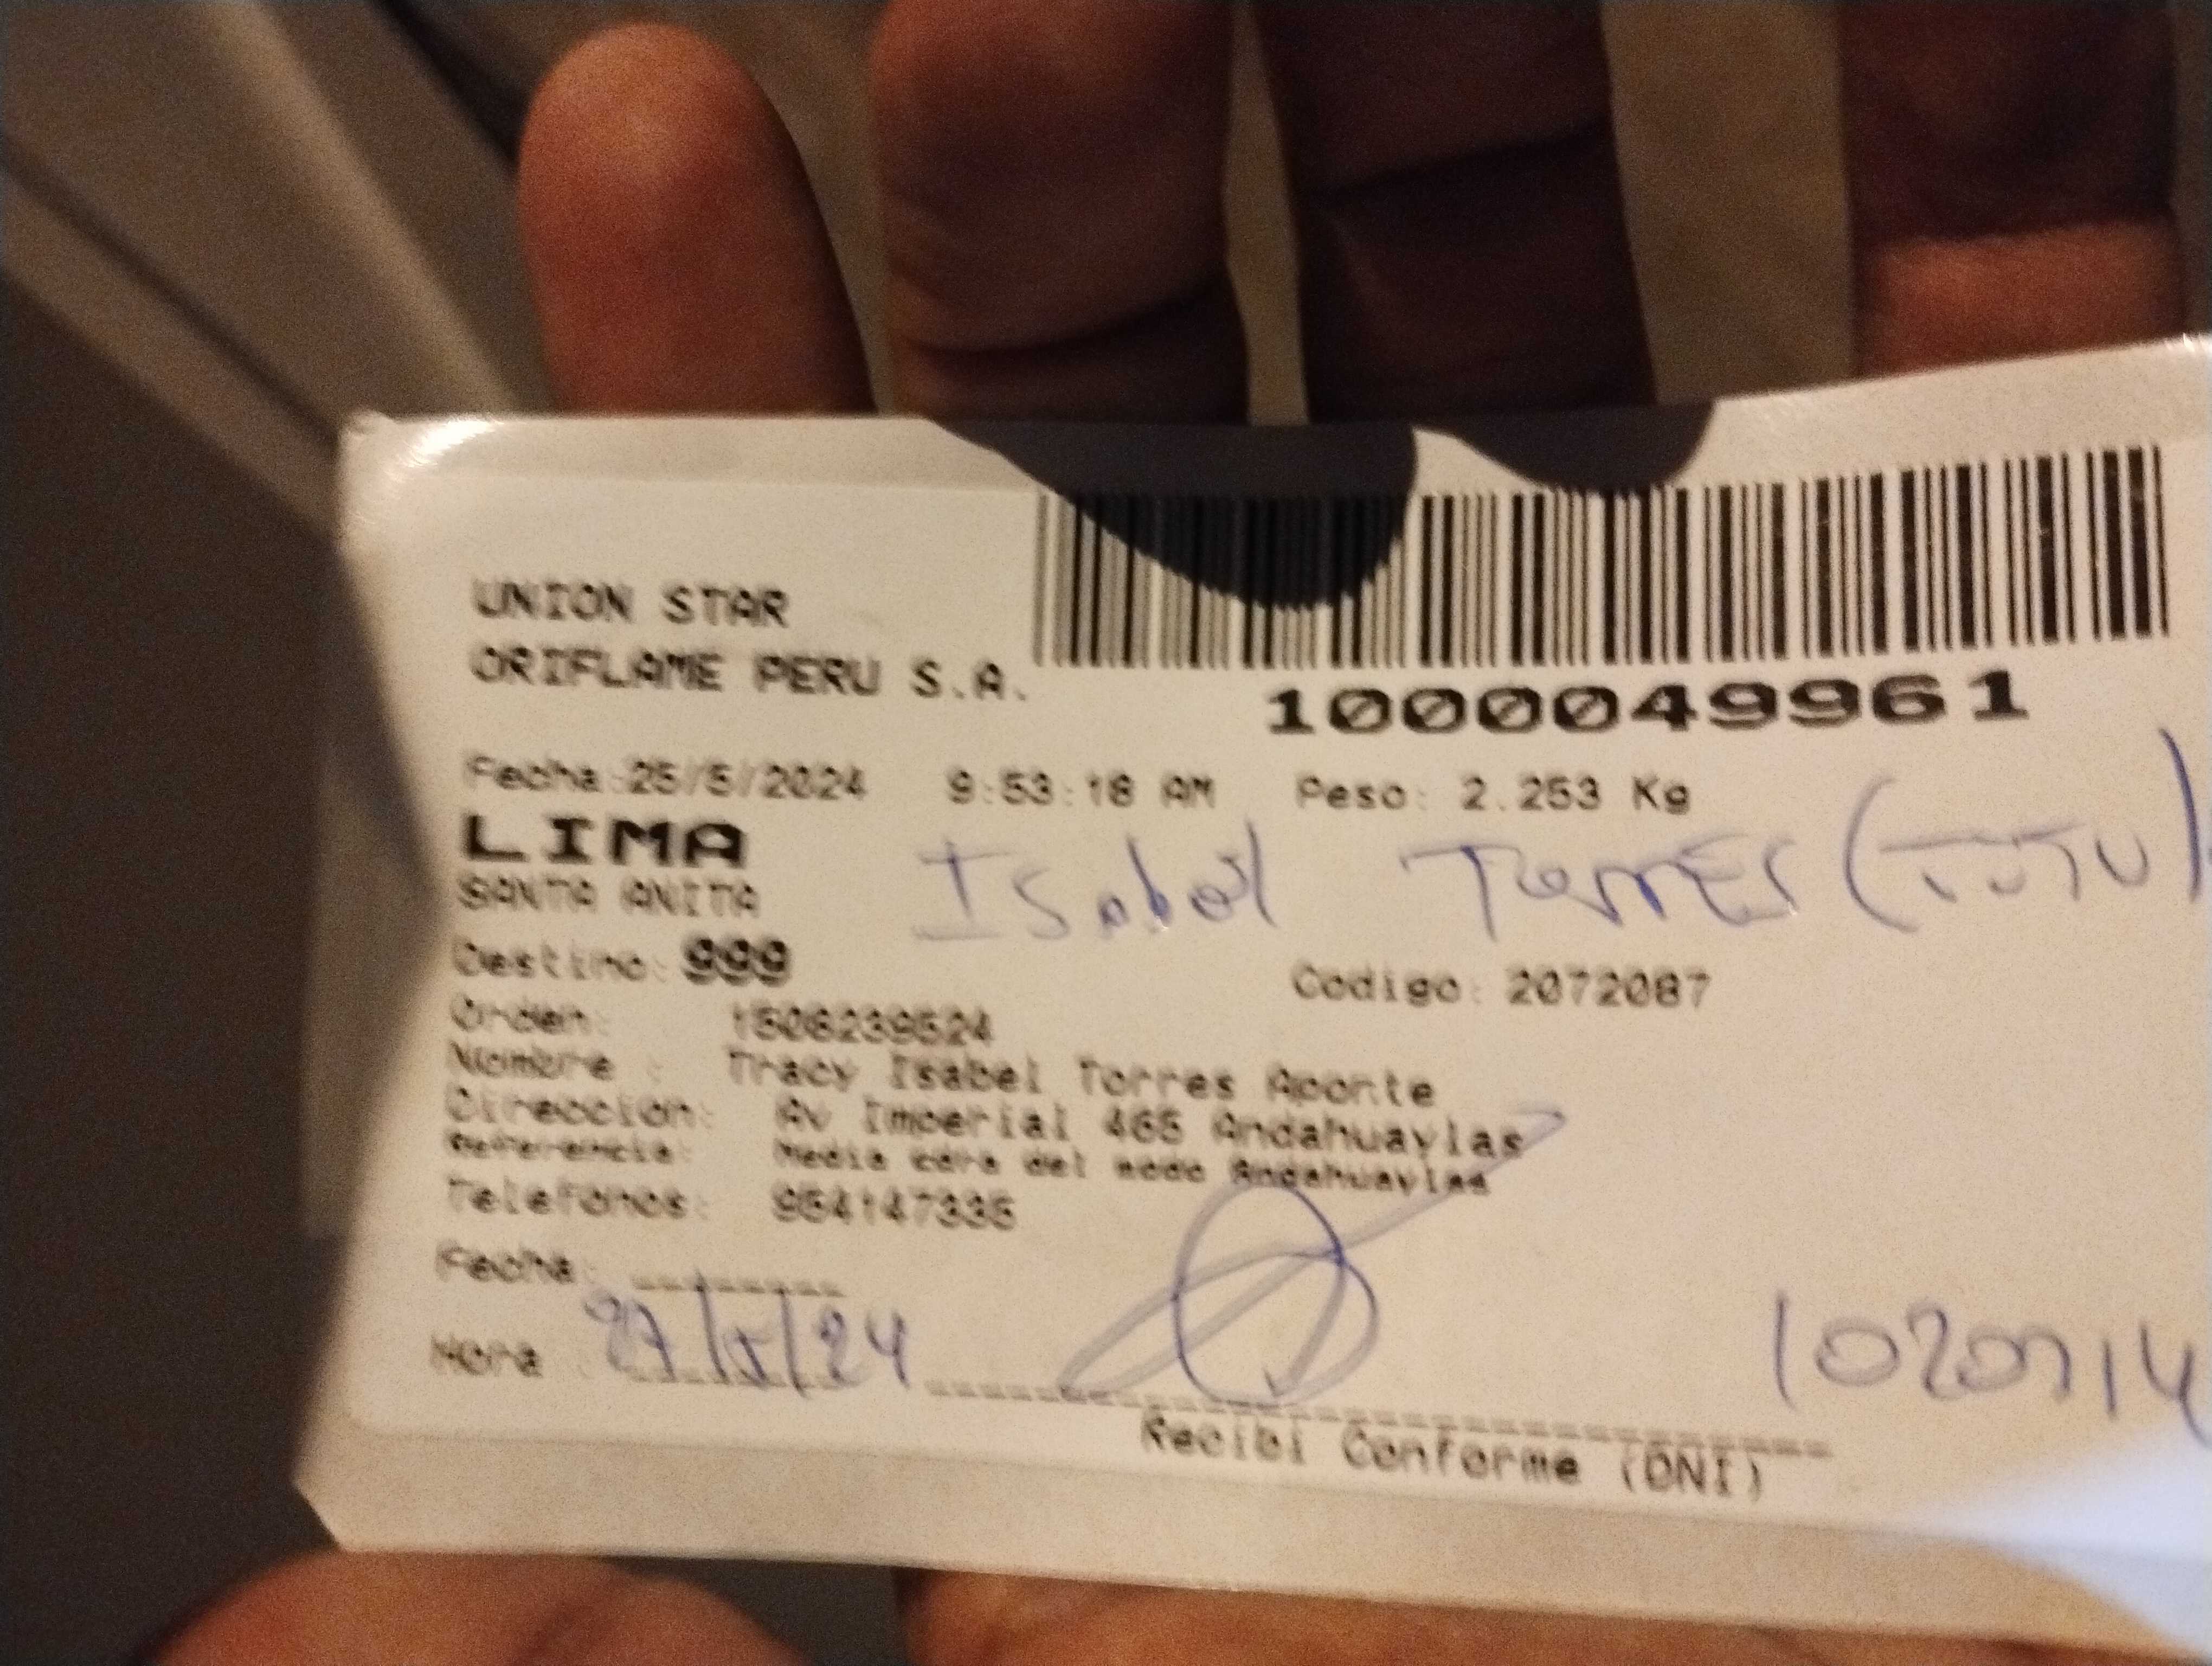 UNION STAR
ORIFLAME PERU S.A.
1000049961
Fecha:25/5/2024 9:53:18 AM Peso: 2.253 Kg
LIMA
SANTA ANITA
Isabel Torres (
Destino: 999
Codigo: 2072087
Orden: 1506239524
Nombre : Tracy Isabel Torres Aponte
Direccion: Av Imperial 465 Andahuaylas
Referencia: Media cdra del Andahuaylas
Telefonos: 954147335
Fecha:
27/5/24
Hora :
Recibi Conforme (DNI)